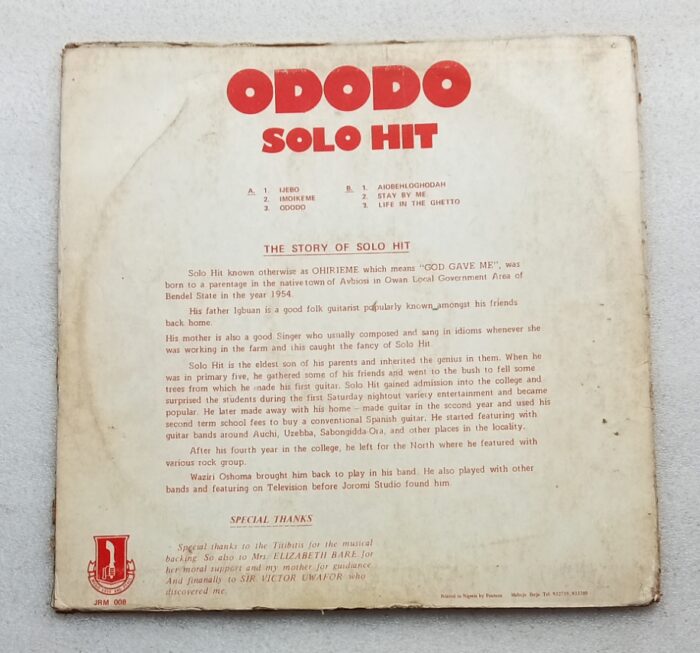 ODODO
SOLO HIT
A. 1. IJEBO
2. IMOIKEME
3. ODODO
B. 1. AIOBEHLOGHODAH
2. STAY BY ME
3. LIFE IN THE GHETTO
THE STORY OF SOLO HIT
Solo Hit known otherwise as OHIRIEME which means "GOD GAVE ME", was
born to a parentage in the native town of Avbiosi in Owan Local Government Area of
Bendel State in the year 1954.
His father Igbuan is a good folk guitarist popularly known amongst his friends
back home.
His mother is also a good Singer who usually composed and sang in idioms whenever she
was working in the farm and this caught the fancy of Solo Hit.
Solo Hit is the eldest son of his parents and inherited the genius in them. When he
was in primary five, he gathered some of his friends and went to the bush to fell some
trees from which he made his first guitar. Solo Hit gained admission into the college and
surprised the students during the first Saturday nightout variety entertainment and became
popular. He later made away with his home - made guitar in the second year and used his
second term school fees to buy a conventional Spanish guitar. He started featuring with
guitar bands around Auchi, Uzebba, Sabongidda-Ora, and other places in the locality.
After his fourth year in the college, he left for the North where he featured with
various rock group.
Waziri Oshoma brought him back to play in his band. He also played with other
bands and featuring on Television before Joromi Studio found him.
SPECIAL THANKS
Special thanks to the Titibitis for the musical
backing. So also to Mrs. ELIZABETH BARE for
her moral support and my mother for guidance
And finanally to SIR VICTOR UWAFOR who
discovered me.
JRM 008
Printed in Nigeria by